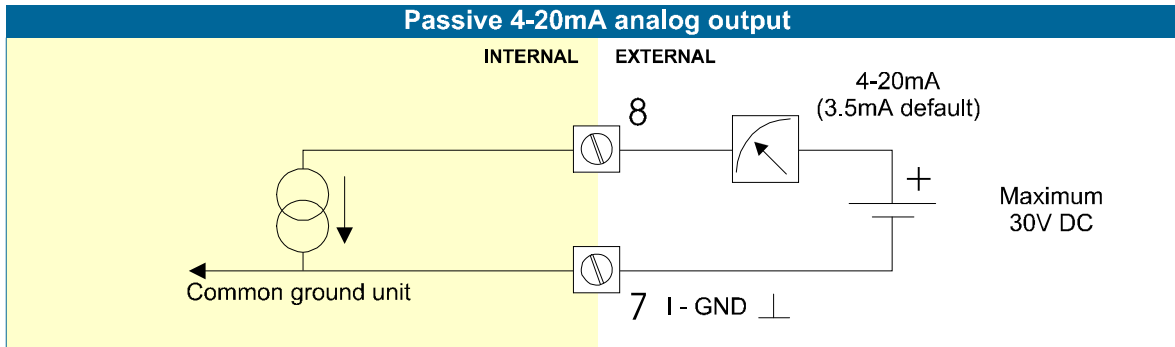 Passive 4-20mA analog output
INTERNAL EXTERNAL
4-20mA
(3.5mA default)
8
+
Maximum
30V DC
Common ground unit
7 I - GND ⊥